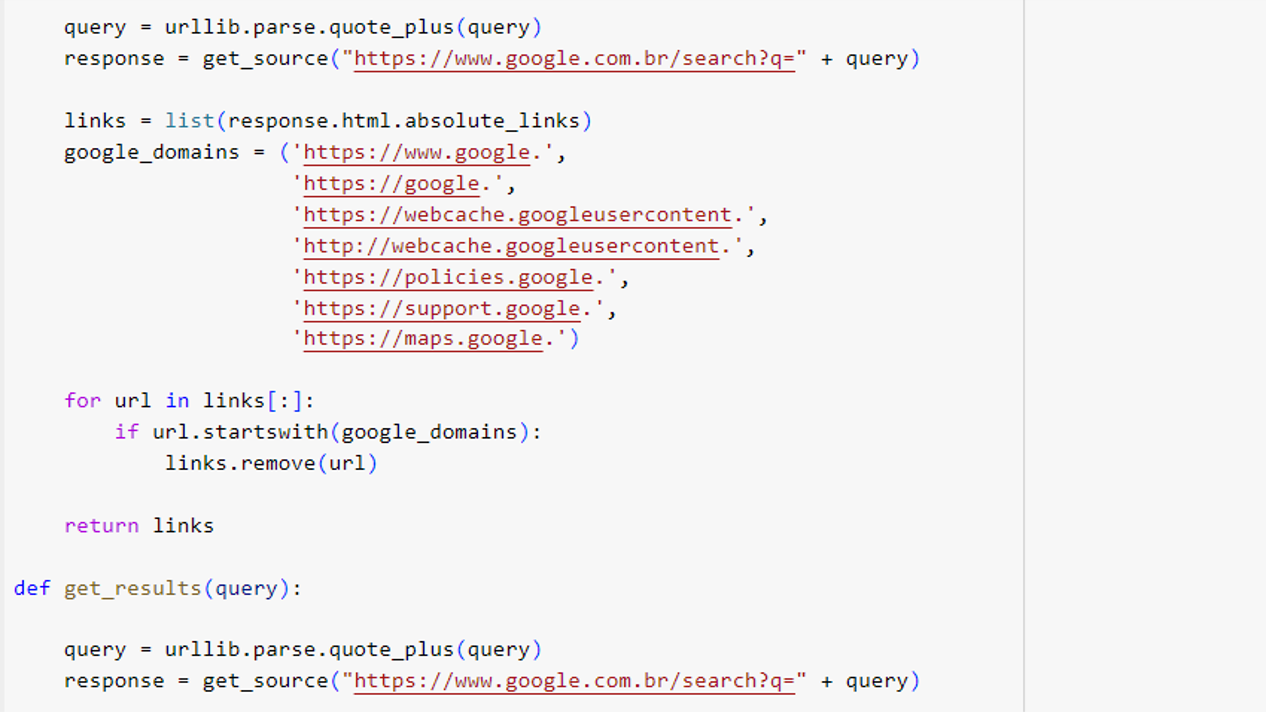 query = urllib.parse.quote_plus(query)
response = get_source("https://www.google.com.br/search?q=" + query)
links = list(response.html.absolute_links)
google_domains = ('https://www.google.',
'https://google.',
'https://webcache.googleusercontent.',
'http://webcache.googleusercontent.',
'https://policies.google.',
'https://support.google.',
'https://maps.google.')
for url in links[:]:
if url.startswith(google_domains):
links.remove(url)
return links
def get_results(query):
query = urllib.parse.quote_plus(query)
response = get_source("https://www.google.com.br/search?q=" + query)